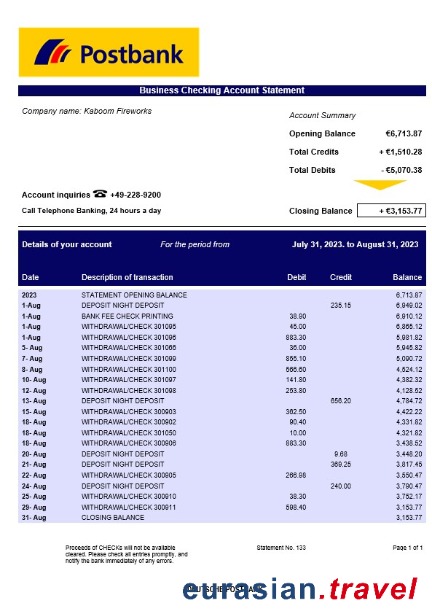 Postbank
Business Checking Account Statement
Company name: Kaboom Fireworks
Account Summary
Opening Balance €6,713.87
Total Credits + €1,510.28
Total Debits - €5,070.38
Account inquiries ☎ +49-228-9200
Call Telephone Banking, 24 hours a day
Closing Balance + €3,153.77
Details of your account For the period from July 31, 2023. to August 31, 2023
Date Description of transaction Debit Credit Balance
2023 STATEMENT OPENING BALANCE 6,713.87
1-Aug DEPOSIT NIGHT DEPOSIT 235.15 6,949.02
1-Aug BANK FEE CHECK PRINTING 38.90 6,910.12
1-Aug WITHDRAWAL/CHECK 301095 45.00 6,865.12
1-Aug WITHDRAWAL/CHECK 301096 883.30 5,981.82
5- Aug WITHDRAWAL/CHECK 301066 36.00 5,945.82
7- Aug WITHDRAWAL/CHECK 301099 855.10 5,090.72
8- Aug WITHDRAWAL/CHECK 301100 4,524.12
10- Aug WITHDRAWAL/CHECK 301097 141.80 4,382.32
12- Aug WITHDRAWAL/CHECK 301098 253.80 4,128.52
13- Aug DEPOSIT NIGHT DEPOSIT 656.20 4,784.72
15- Aug WITHDRAWAL/CHECK 300903 362.50 4,422.22
18- Aug WITHDRAWAL/CHECK 300902 90.40 4,331.82
18- Aug WITHDRAWAL/CHECK 301050 10.00 4,321.82
18- Aug WITHDRAWAL/CHECK 300906 883.30 3,438.52
20- Aug DEPOSIT NIGHT DEPOSIT 9.68 3,448.20
21- Aug DEPOSIT NIGHT DEPOSIT 369.25 3,817.45
22- Aug WITHDRAWAL/CHECK 300905 266.98 3,550.47
24- Aug DEPOSIT NIGHT DEPOSIT 240.00 3,790.47
25- Aug WITHDRAWAL/CHECK 300910 38.30 3,752.17
29- Aug WITHDRAWAL/CHECK 300911 598.40 3,153.77
31- Aug CLOSING BALANCE 3,153.77
Proceeds of CHECKs will not be available
cleared. Please check all entries promptly, and
notify the bank immediately of any errors.
Statement No. 133
Page 1 of 1
eurasian.travel